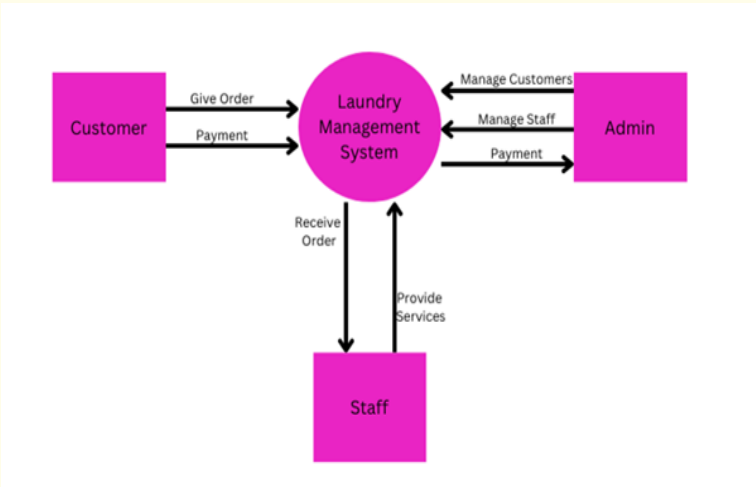 Customer
Give Order
Payment
Laundry
Management
System
Manage Customers
Manage Staff
Payment
Admin
Receive
Order
Provide
Services
Staff